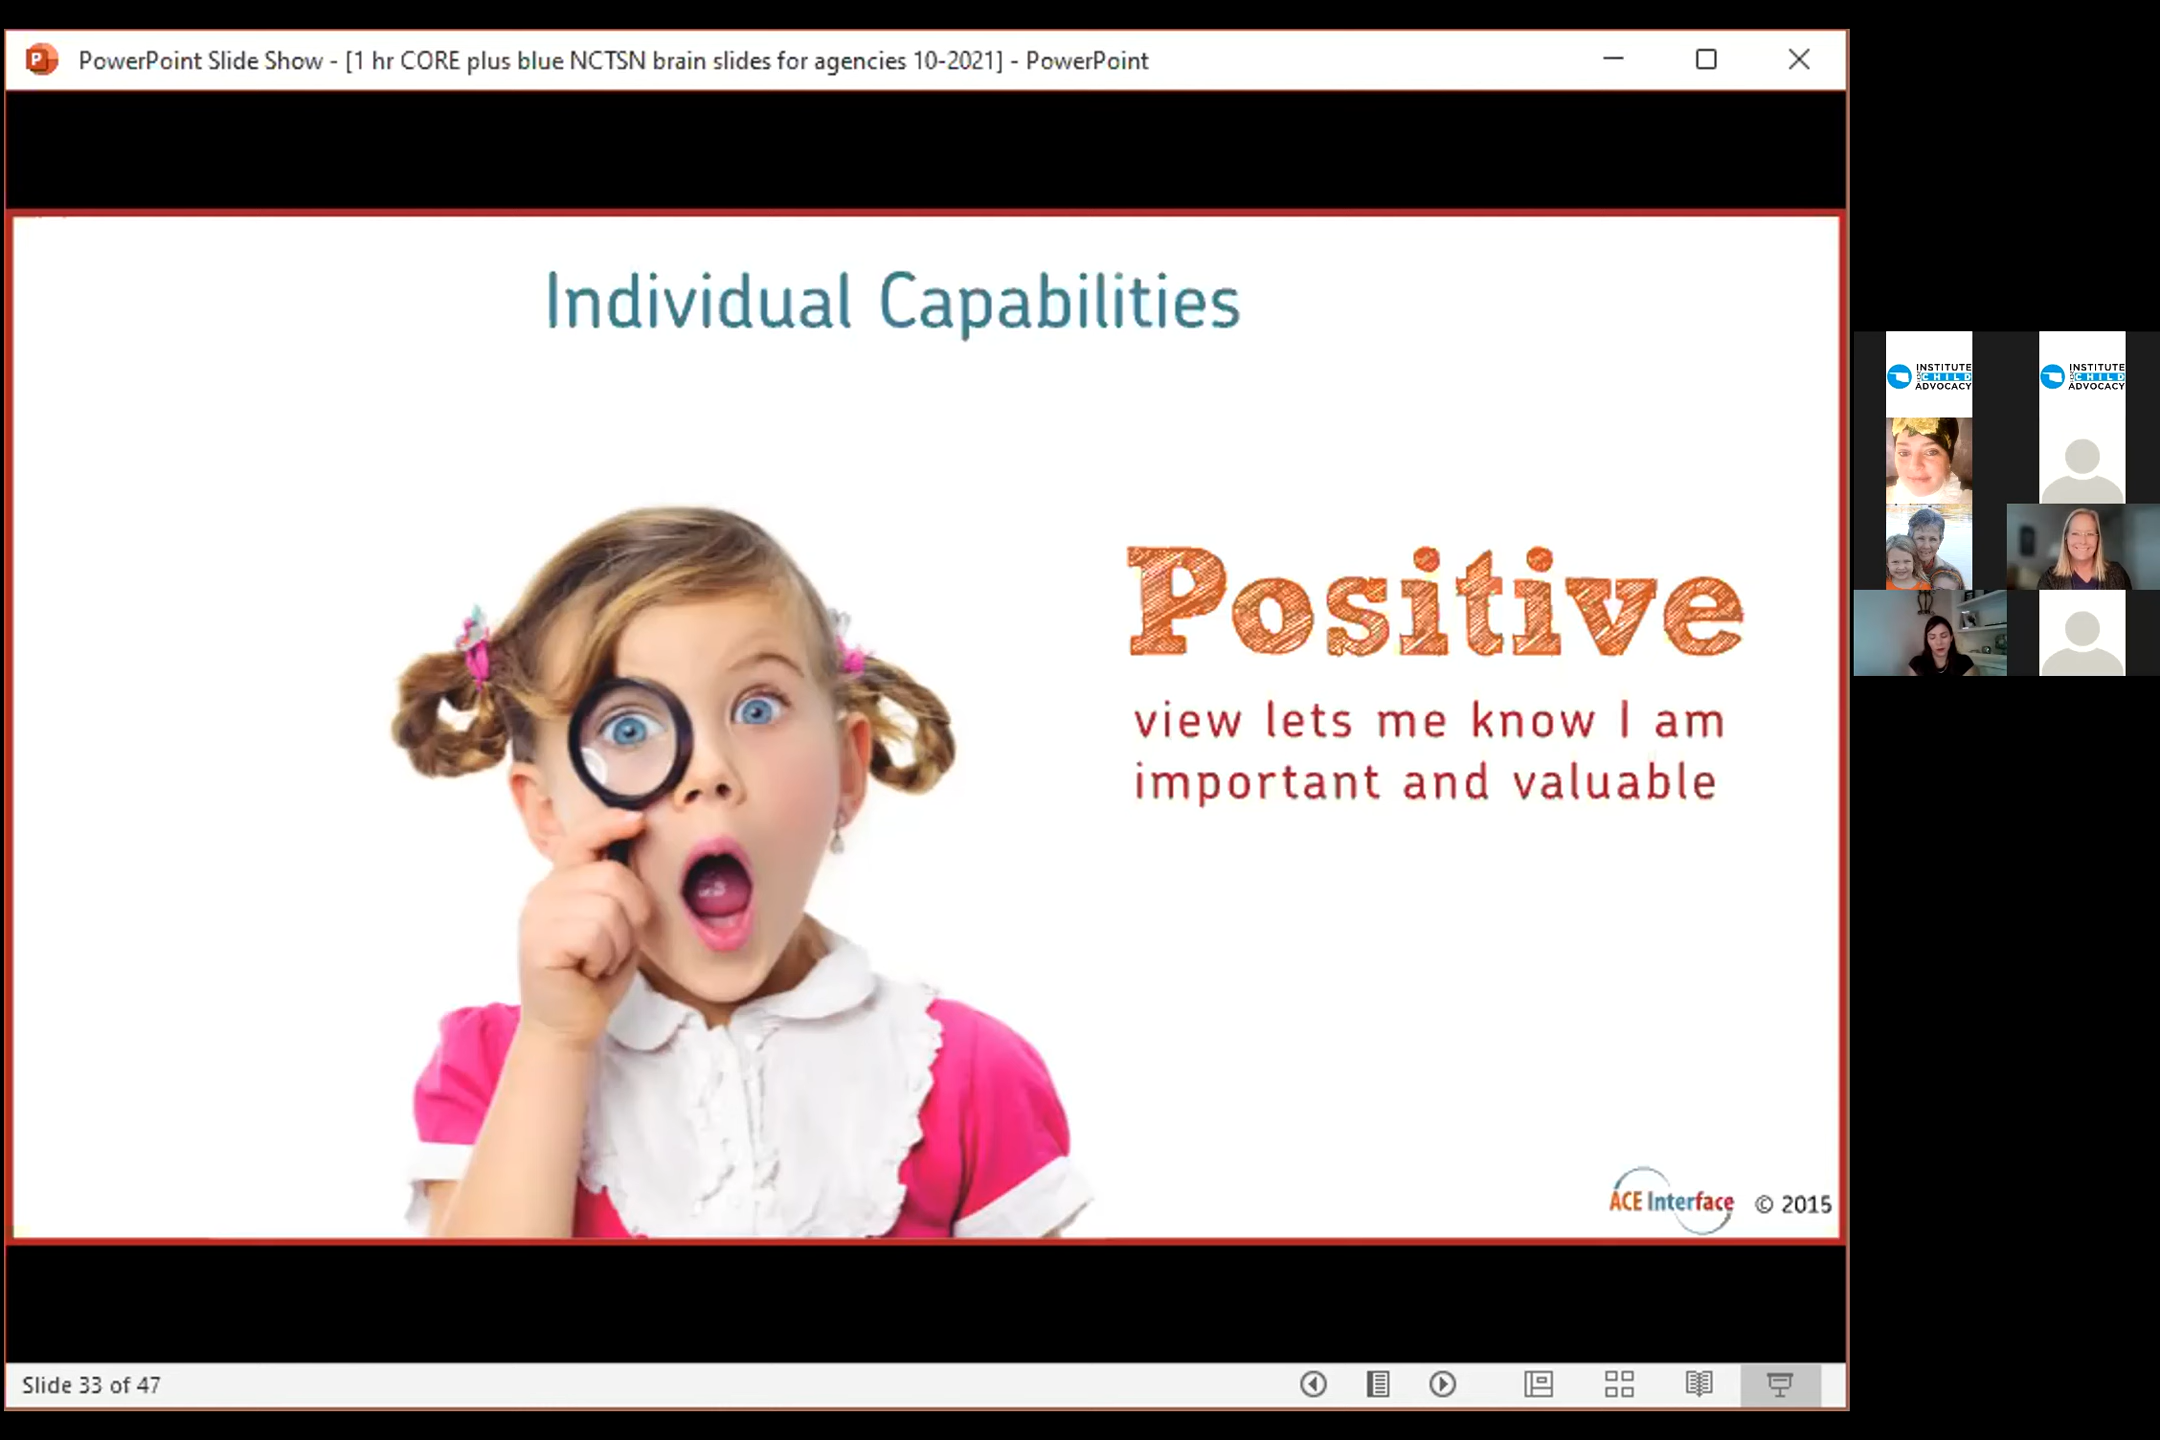 PowerPoint Slide Show - [1 hr CORE plus blue NCTSN brain slides for agencies 10-2021] - PowerPoint
Individual Capabilities
Positive
view lets me know I am
important and valuable
ACE Interface © 2015
Slide 33 of 47
INSTITUTE
CHILD
ADVOCACY
INSTITUTE
CHILD
ADVOCACY